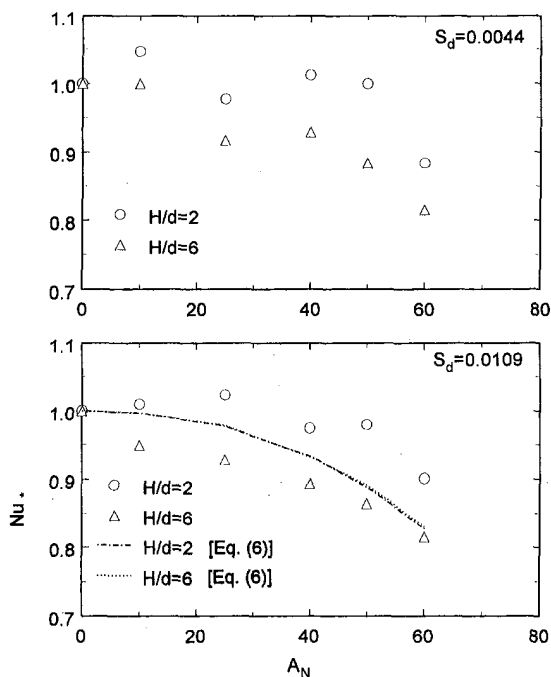 1.1
S_d=0.0044
1.0
0.9
○ H/d=2
0.8
△ H/d=6
0.7
0 20 40 60 80
1.1
S_d=0.0109
1.0
0.9
○ H/d=2
△ H/d=6
0.8
H/d=2 [Eq. (6)]
H/d=6 [Eq. (6)]
0.7
0 20 40 60 80
Nu_*
A_N